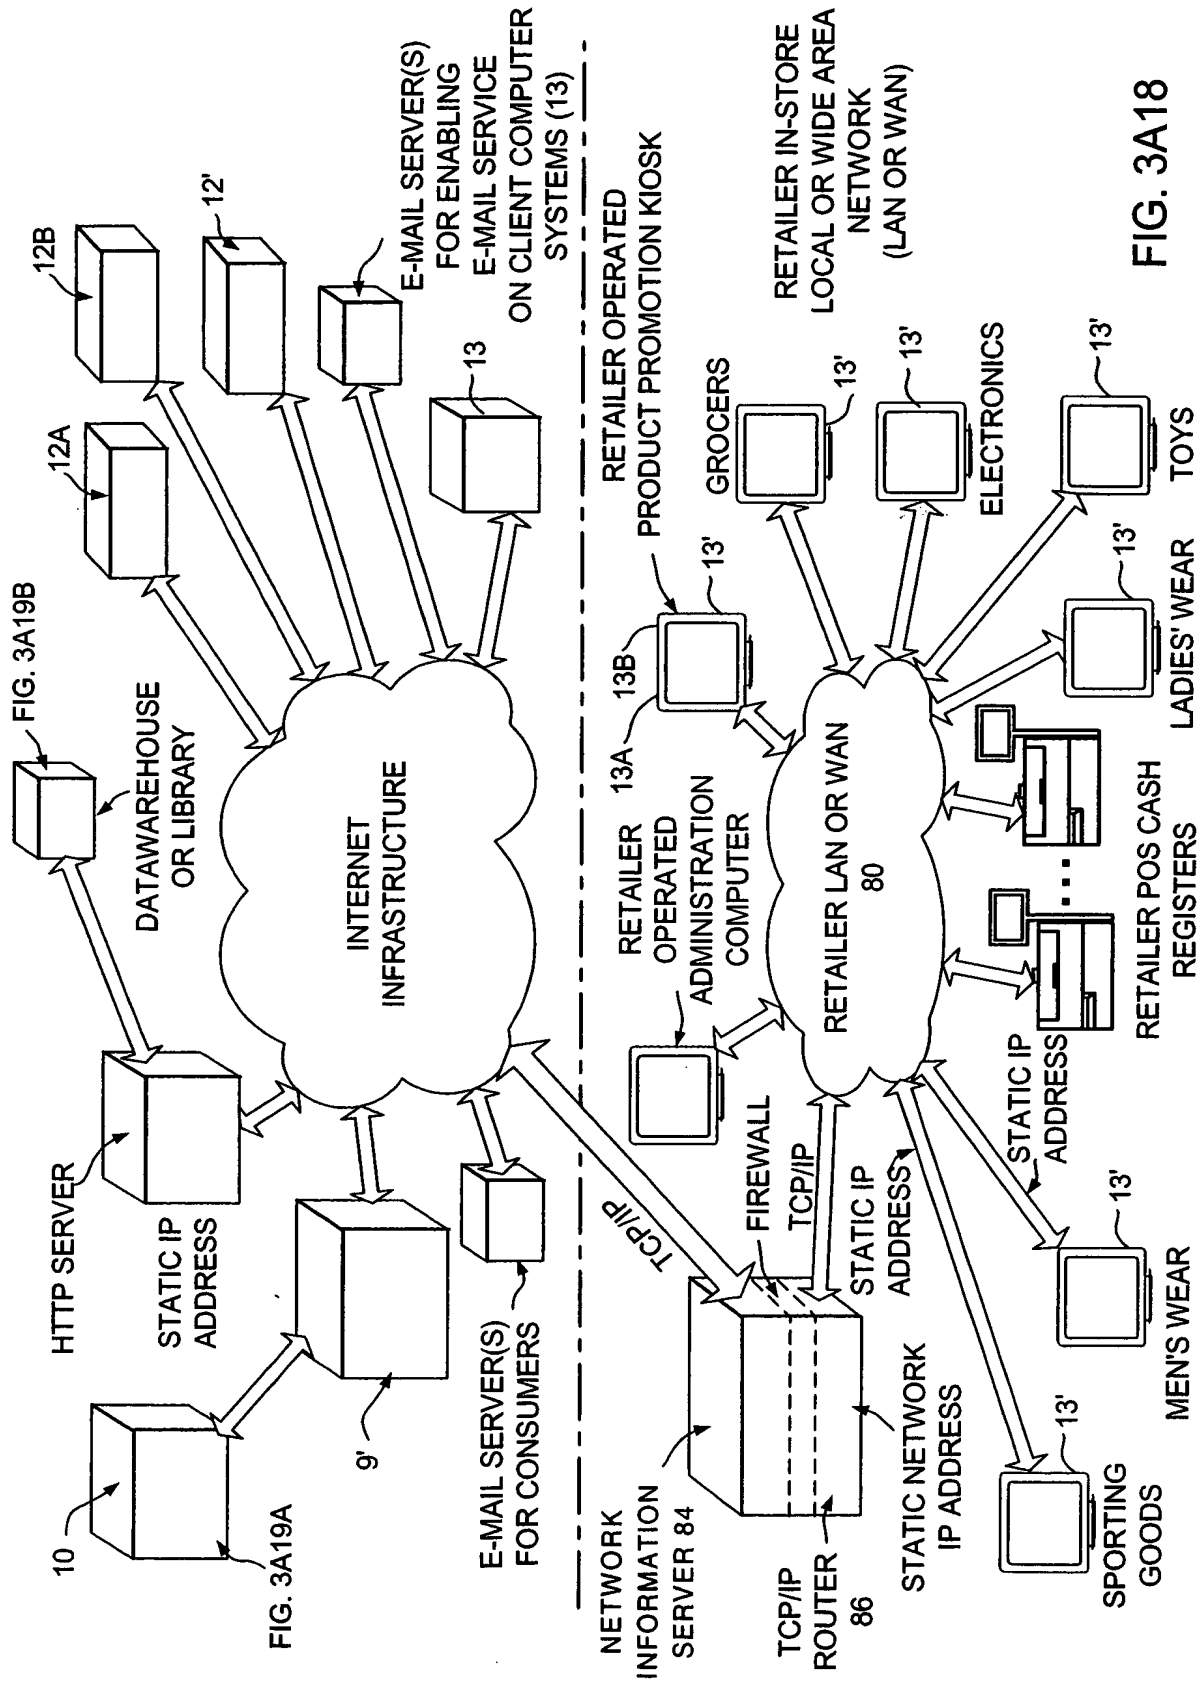 FIG. 3A19B
12A
12B
12'
DATAWAREHOUSE
OR LIBRARY
HTTP SERVER
STATIC IP
ADDRESS
10
FIG. 3A19A
9'
INTERNET
INFRASTRUCTURE
E-MAIL SERVER(S)
FOR ENABLING
E-MAIL SERVICE
ON CLIENT COMPUTER
SYSTEMS (13)
13
E-MAIL SERVER(S)
FOR CONSUMERS
TCP/IP
NETWORK
INFORMATION
SERVER 84
FIREWALL
TCP/IP
TCP/IP
ROUTER
86
STATIC NETWORK
IP ADDRESS
RETAILER
OPERATED
ADMINISTRATION
COMPUTER
RETAILER OPERATED
PRODUCT PROMOTION KIOSK
13A
13B
13'
RETAILER LAN OR WAN
80
GROCERS
13'
13'
ELECTRONICS
RETAILER IN-STORE
LOCAL OR WIDE AREA
NETWORK
(LAN OR WAN)
STATIC IP
ADDRESS
STATIC IP
ADDRESS
13'
SPORTING
GOODS
13'
MEN'S WEAR
RETAILER POS CASH
REGISTERS
13'
LADIES' WEAR
13'
TOYS
FIG. 3A18